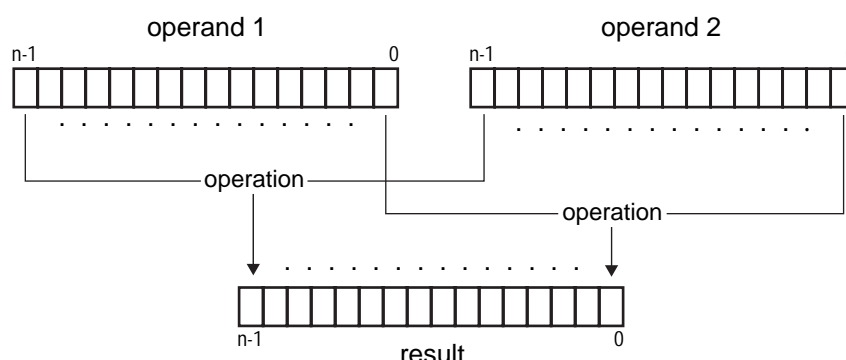 operand 1
operand 2
n-1
0
n-1
operation
operation
n-1
0
result